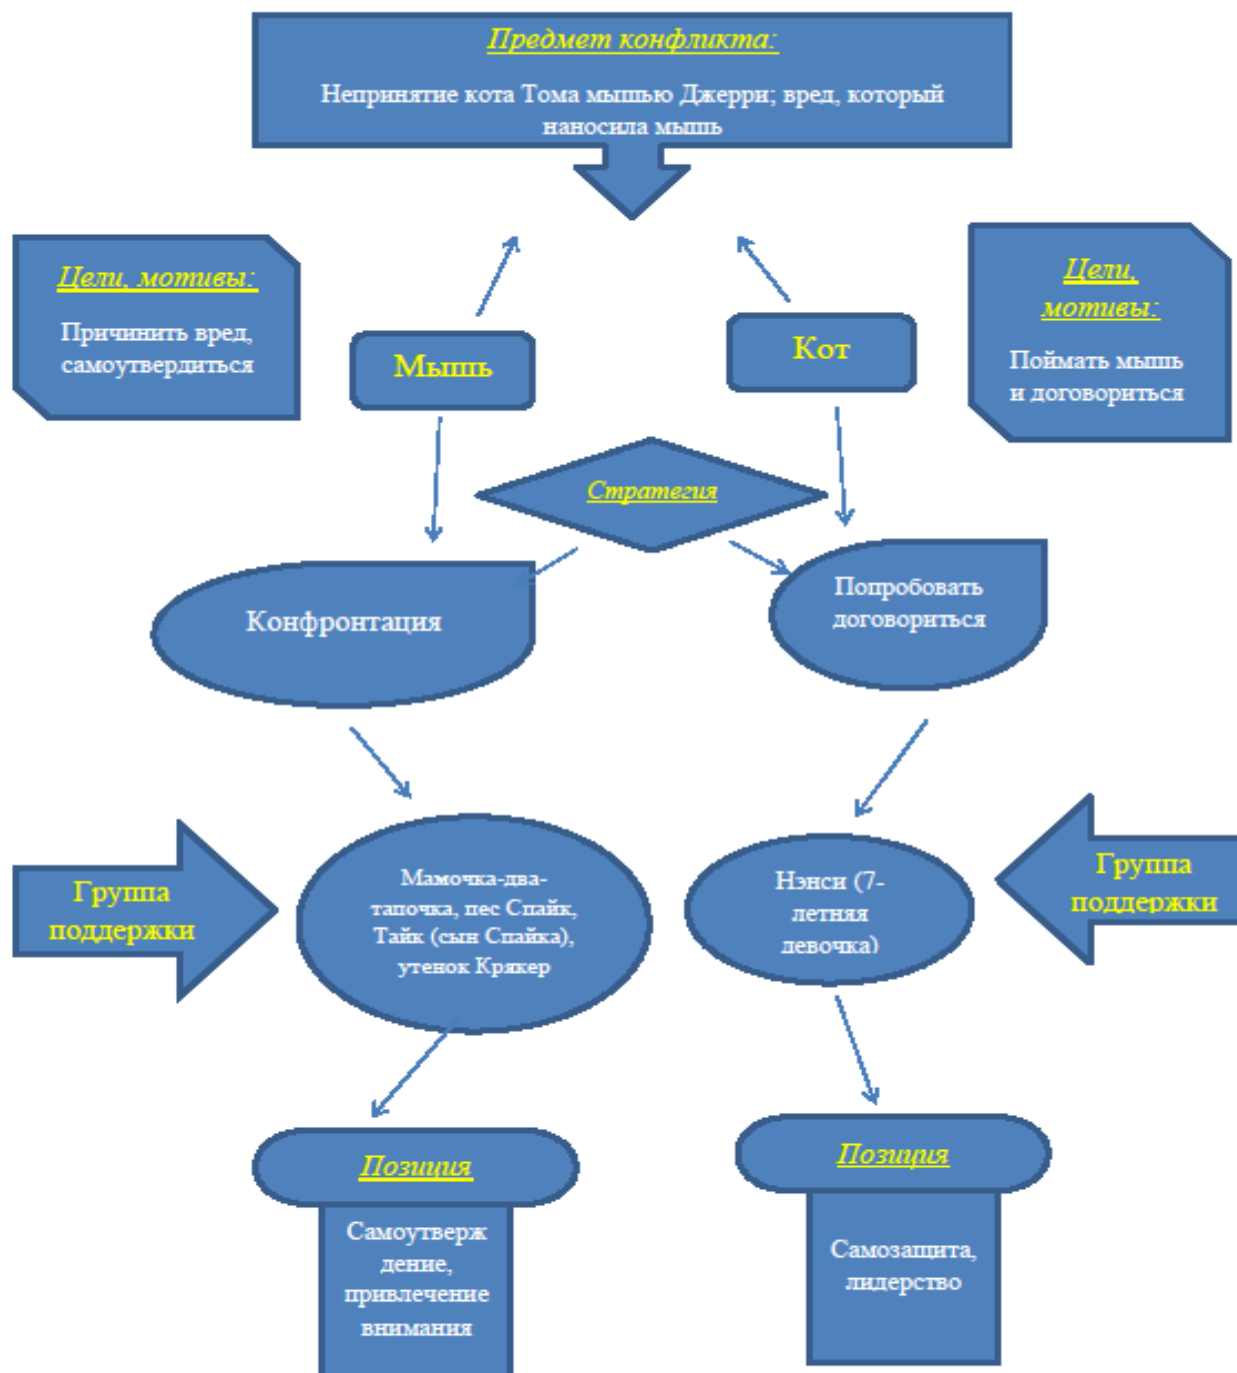 Предмет конфликта:
Непринятие кота Тома мышью Джерри; вред, который
наносила мышь
Цели, мотивы:
Причинить вред,
самоутвердиться
Мышь
Кот
Цели,
мотивы:
Поймать мышь
и договориться
Стратегия
Конфронтация
Попробовать
договориться
Группа
поддержки
Мамочка-два-
тапочка, пес Спайк,
Тайк (сын Спайка),
утенок Крякер
Нэнси (7-
летняя
девочка)
Группа
поддержки
Позиция
Самоутверж
дение,
привлечение
внимания
Позиция
Самозащита,
лидерство